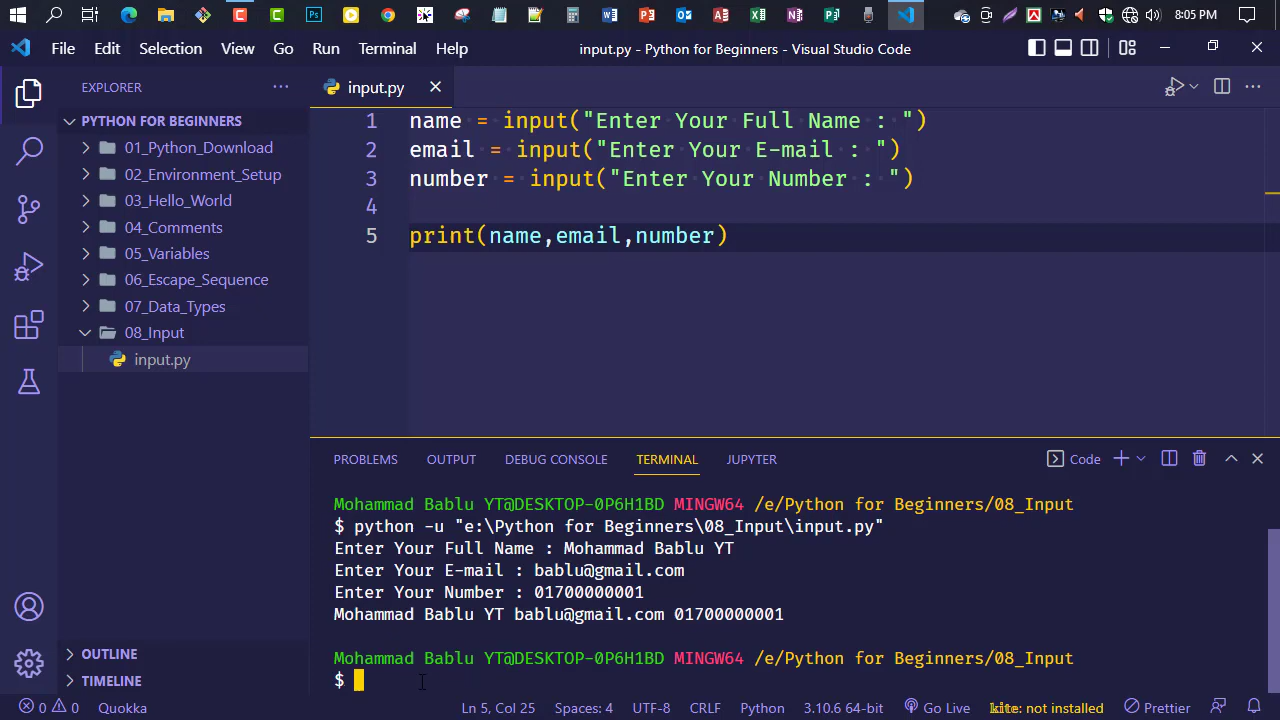 8:05 PM
File Edit Selection View Go Run Terminal Help
input.py - Python for Beginners - Visual Studio Code
EXPLORER
input.py
PYTHON FOR BEGINNERS
01_Python_Download
02_Environment_Setup
03_Hello_World
04_Comments
05_Variables
06_Escape_Sequence
07_Data_Types
08_Input
input.py
OUTLINE
TIMELINE
1 name = input("Enter Your Full Name : ")
2 email = input("Enter Your E-mail : ")
3 number = input("Enter Your Number : ")
4
5 print(name,email,number)
PROBLEMS OUTPUT DEBUG CONSOLE TERMINAL JUPYTER
Code
Mohammad Bablu YT@DESKTOP-0P6H1BD MINGW64 /e/Python for Beginners/08_Input
$ python -u "e:\Python for Beginners\08_Input\input.py"
Enter Your Full Name : Mohammad Bablu YT
Enter Your E-mail : bablu@gmail.com
Enter Your Number : 01700000001
Mohammad Bablu YT bablu@gmail.com 01700000001
Mohammad Bablu YT@DESKTOP-0P6H1BD MINGW64 /e/Python for Beginners/08_Input
$
0 0 Quokka Ln 5, Col 25 Spaces: 4 UTF-8 CRLF Python 3.10.6 64-bit Go Live kite: not installed Prettier